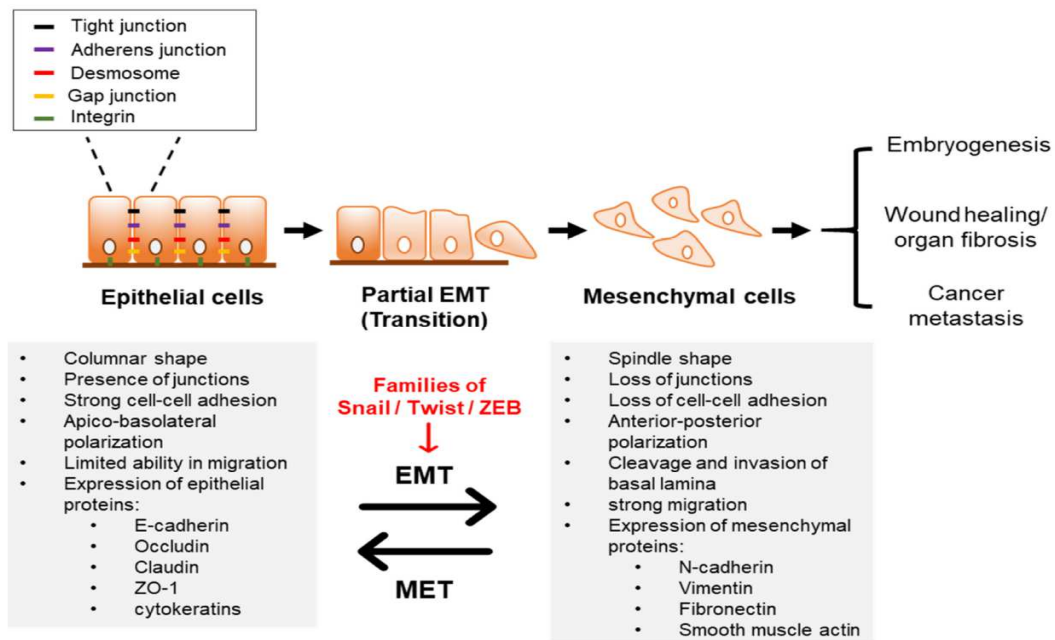 Tight junction
Adherens junction
Desmosome
Gap junction
Integrin
Epithelial cells
Partial EMT
(Transition)
Mesenchymal cells
Embryogenesis
Wound healing/
organ fibrosis
Cancer
metastasis
• Columnar shape
• Presence of junctions
• Strong cell-cell adhesion
• Apico-basolateral
polarization
• Limited ability in migration
• Expression of epithelial
proteins:
• E-cadherin
• Occludin
• Claudin
• ZO-1
• cytokeratins
Families of
Snail / Twist / ZEB
EMT
MET
• Spindle shape
• Loss of junctions
• Loss of cell-cell adhesion
• Anterior-posterior
polarization
• Cleavage and invasion of
basal lamina
• strong migration
• Expression of mesenchymal
proteins:
• N-cadherin
• Vimentin
• Fibronectin
• Smooth muscle actin